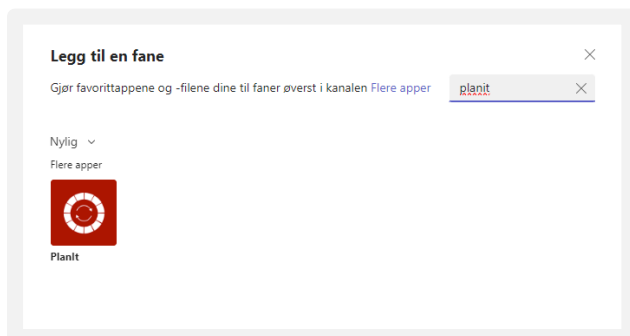 Legg til en fane
Gjør favorittappene og -filene dine til faner øverst i kanalen Flere apper
planit
Nylig
Flere apper
PlanIt